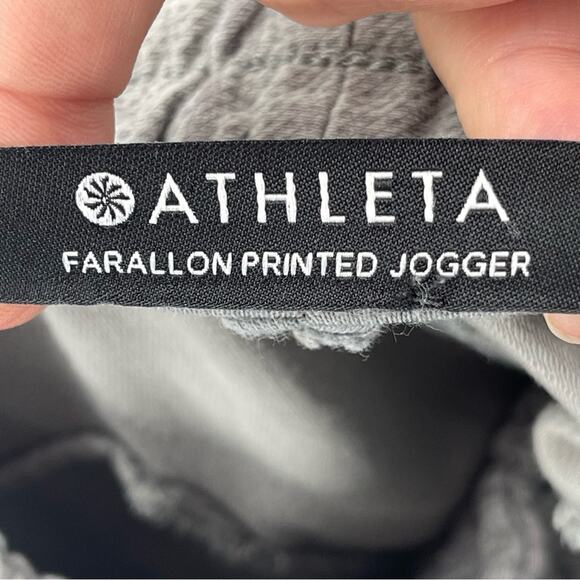 ATHLETA
FARALLON PRINTED JOGGER